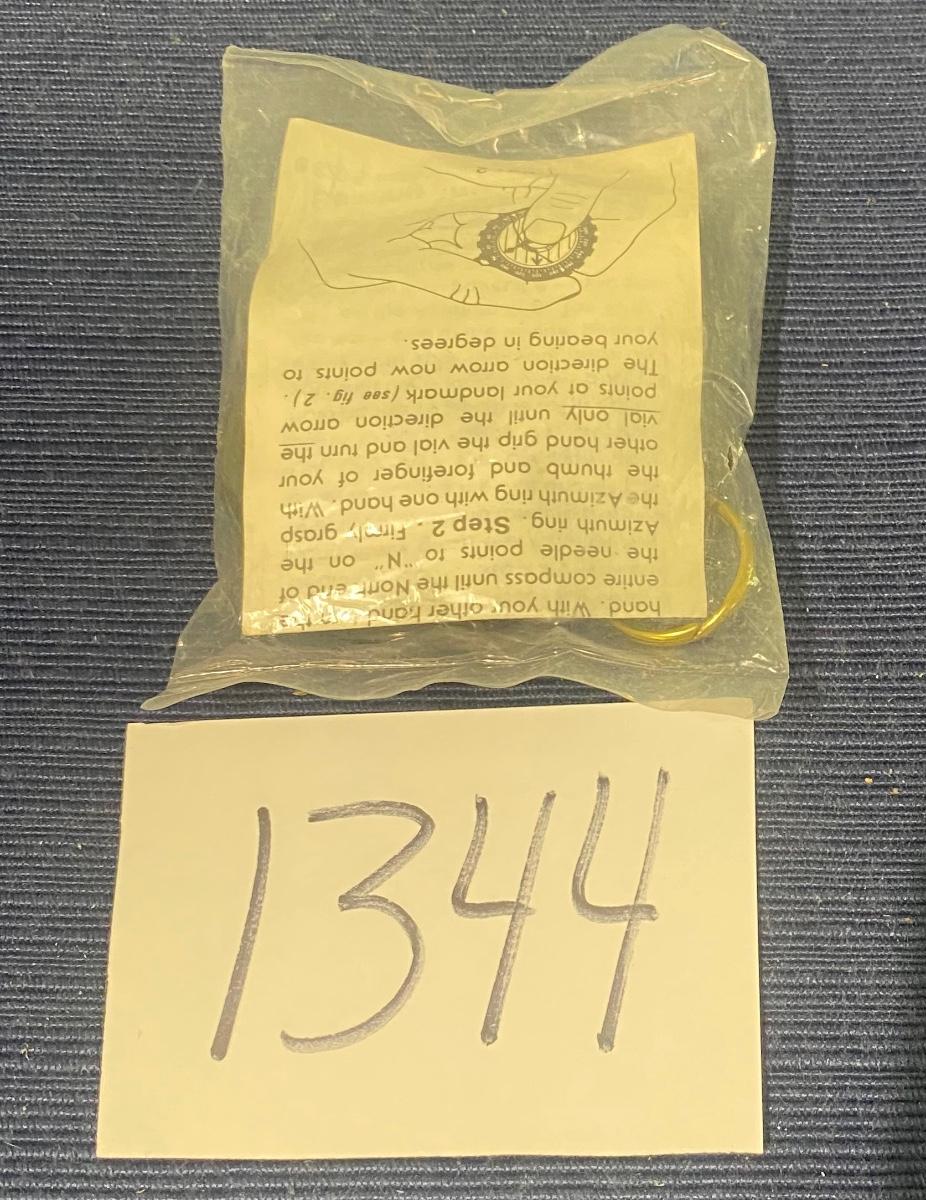 hand. With your other hand
entire compass until the North end of
the needle points to "N" on the
Azimuth ring. Step 2. Firmly grasp
the Azimuth ring with one hand. With
the thumb and forefinger of your
other hand grip the vial and turn the
vial only until the direction arrow
points at your landmark (see fig. 2).
The direction arrow now points to
your bearing in degrees.
1344